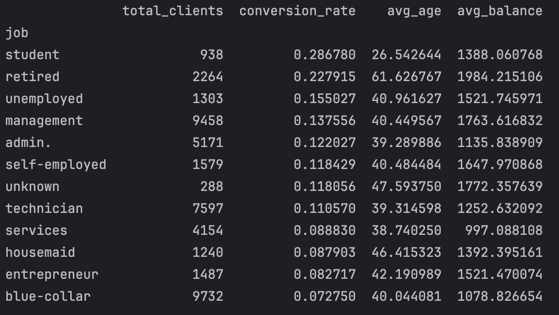 total_clients conversion_rate avg_age avg_balance
job
student 938 0.286780 26.542644 1388.060768
retired 2264 0.227915 61.626767 1984.215106
unemployed 1303 0.155027 40.961627 1521.745971
management 9458 0.137556 40.449567 1763.616832
admin. 5171 0.122027 39.289886 1135.838909
self-employed 1579 0.118429 40.484484 1647.970868
unknown 288 0.118056 47.593750 1772.357639
technician 7597 0.110570 39.314598 1252.632092
services 4154 0.088830 38.740250 997.088108
housemaid 1240 0.087903 46.415323 1392.395161
entrepreneur 1487 0.082717 42.190989 1521.470074
blue-collar 9732 0.072750 40.044081 1078.826654